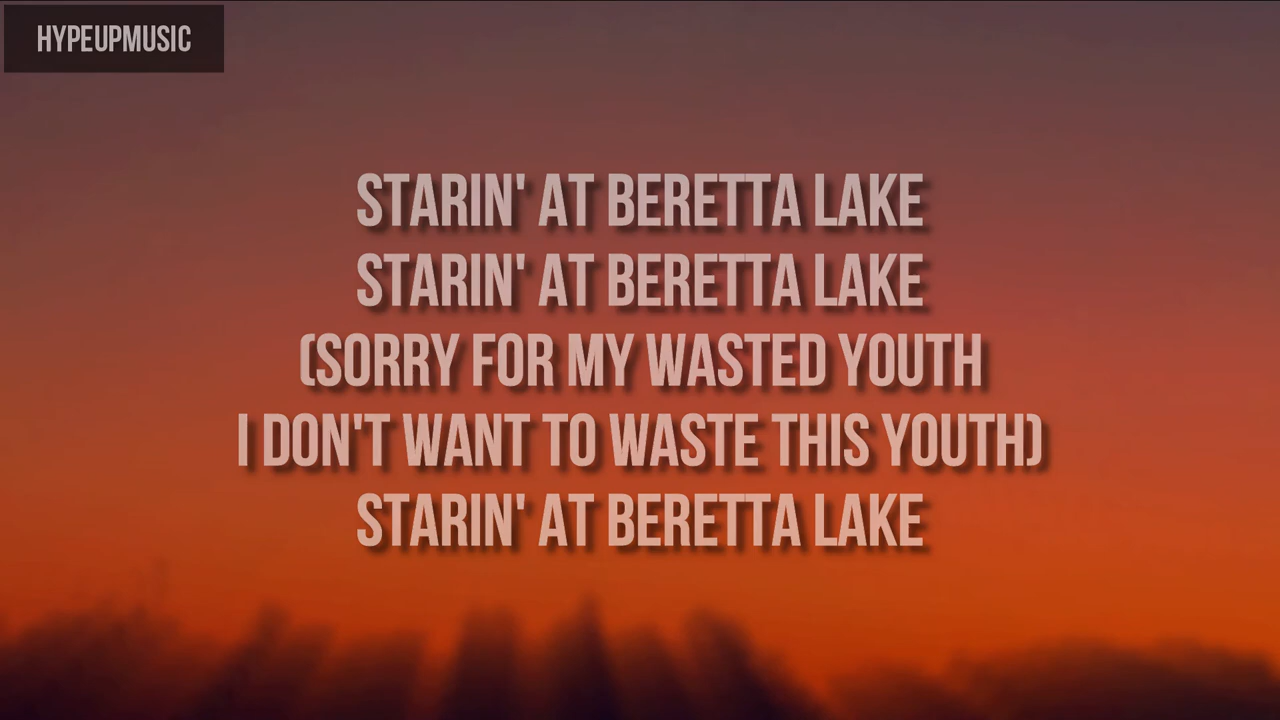 HYPEUPMUSIC
STARIN' AT BERETTA LAKE
STARIN' AT BERETTA LAKE
(SORRY FOR MY WASTED YOUTH
I DON'T WANT TO WASTE THIS YOUTH)
STARIN' AT BERETTA LAKE